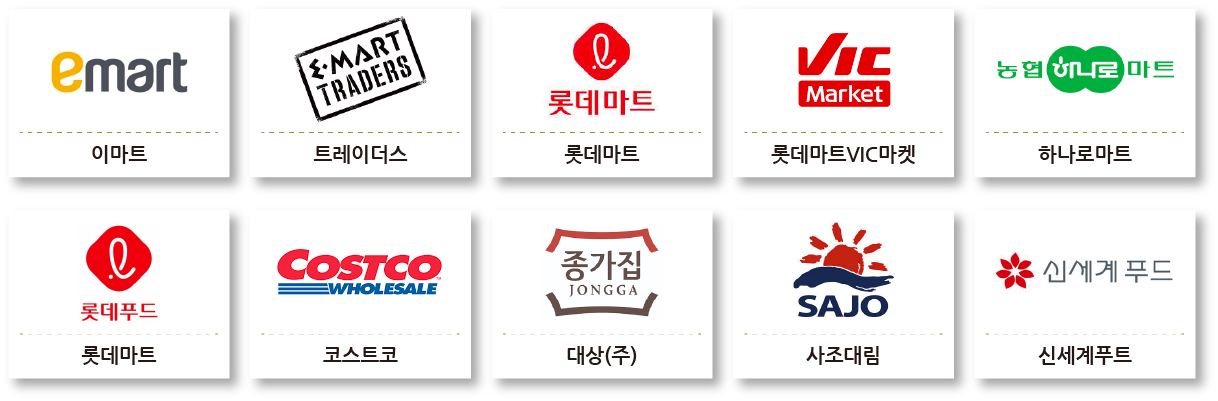 emart
이마트
E·MART
TRADERS
트레이더스
롯데마트
롯데마트
VIC
Market
롯데마트VIC마켓
농협하나로마트
하나로마트
롯데푸드
롯데마트
COSTCO™
WHOLESALE
코스트코
종가집
JONGGA
대상(주)
SAJO
사조대림
신세계 푸드
신세계푸트